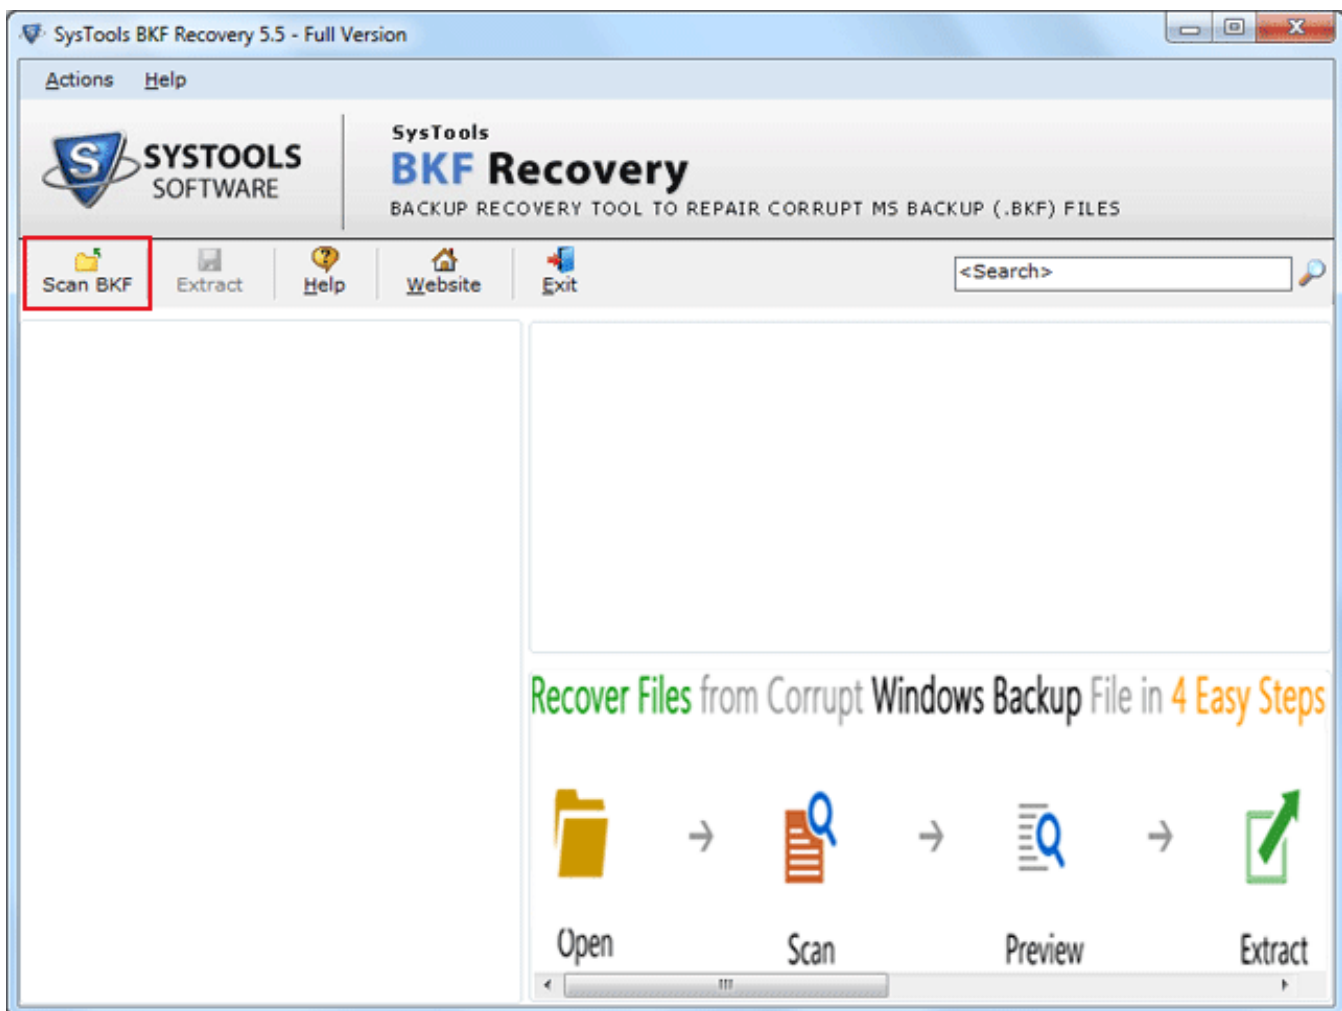 SysTools BKF Recovery 5.5 - Full Version
Actions Help
S
SYSTOOLS
SOFTWARE
SysTools
BKF Recovery
BACKUP RECOVERY TOOL TO REPAIR CORRUPT MS BACKUP (.BKF) FILES
Scan BKF Extract Help Website Exit <Search>
Recover Files from Corrupt Windows Backup File in 4 Easy Steps
Open Scan Preview Extract